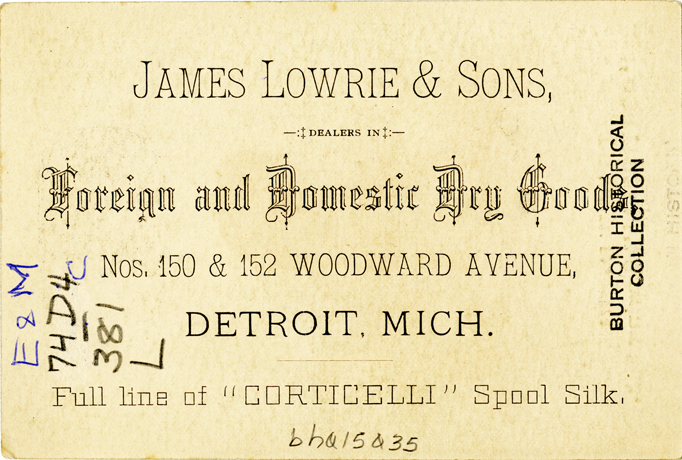 JAMES LOWRIE & SONS,
DEALERS IN
Foreign and Domestic Dry Goods,
Nos. 150 & 152 WOODWARD AVENUE,
DETROIT, MICH.
Full line of "CORTICELLI" Spool Silk.
BURTON HISTORICAL
COLLECTION
E & M
74D4C
381
L
bha15a35